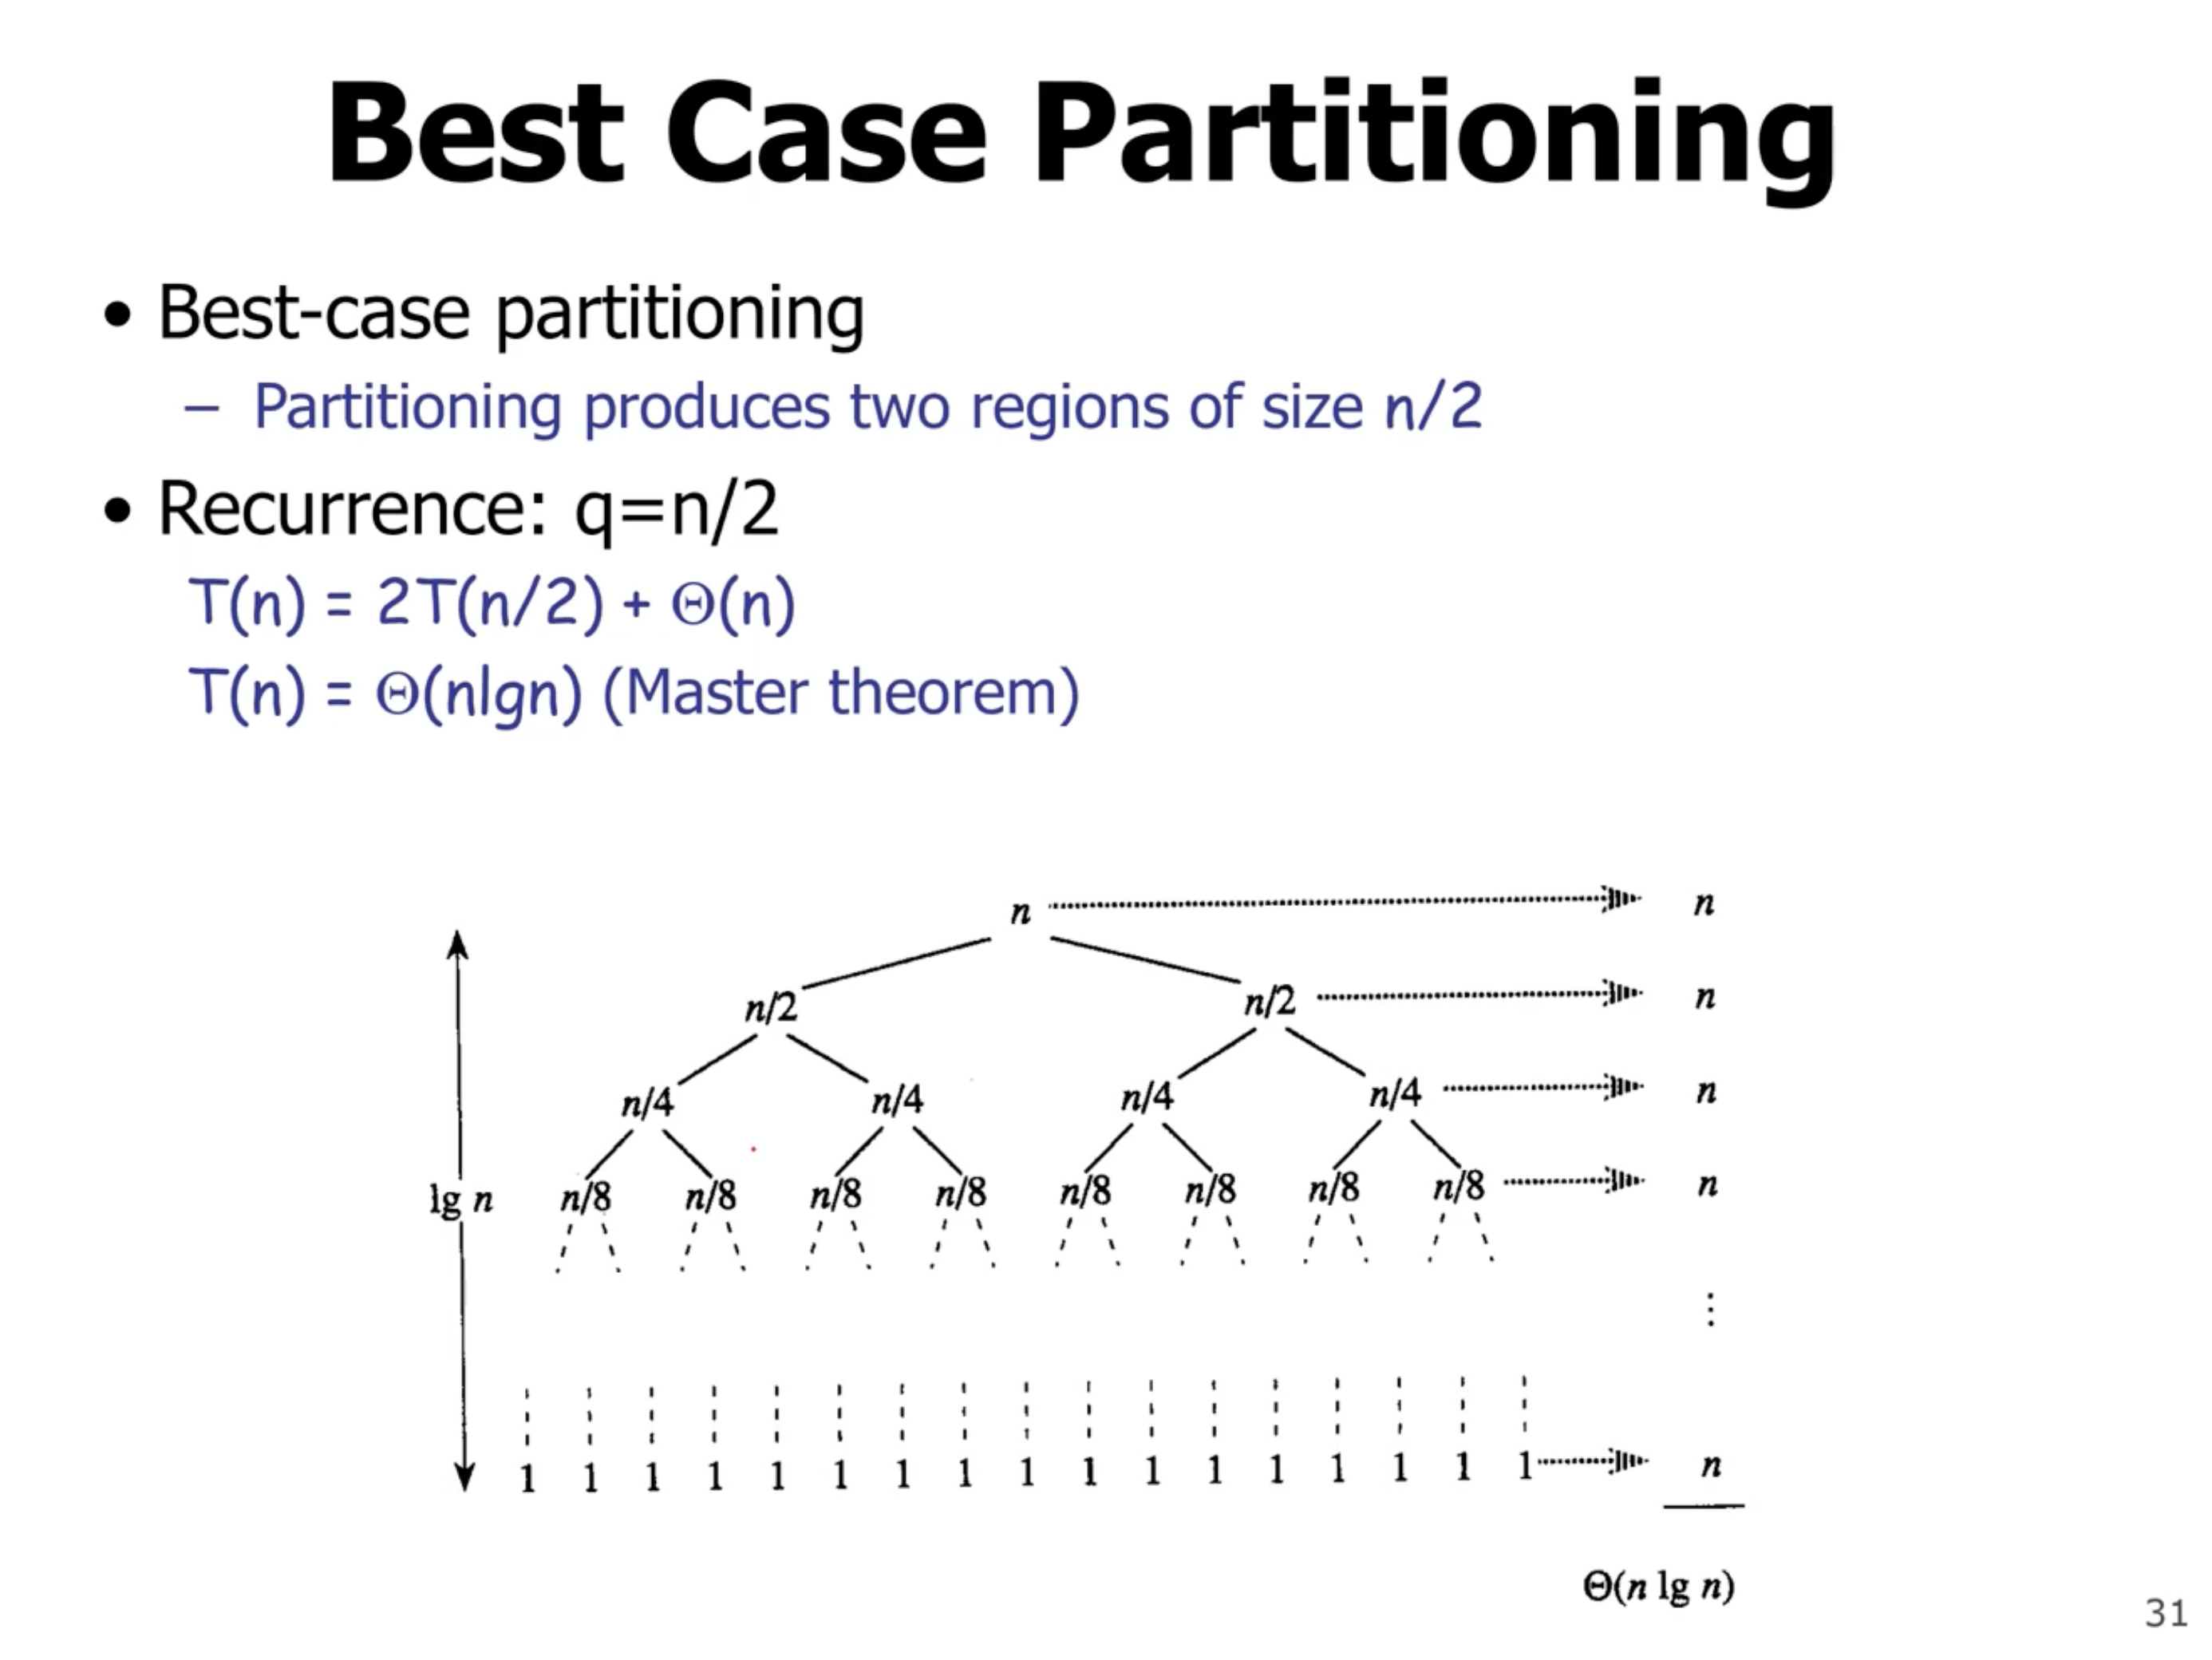 Best Case Partitioning
• Best-case partitioning
– Partitioning produces two regions of size n/2
• Recurrence: q=n/2
T(n) = 2T(n/2) + Θ(n)
T(n) = Θ(nlgn) (Master theorem)
n n
n/2 n/2 n
n/4 n/4 n/4 n/4 n
lg n n/8 n/8 n/8 n/8 n/8 n/8 n/8 n/8 n
⋮
1 1 1 1 1 1 1 1 1 1 1 1 1 1 1 1 1 n
Θ(n lg n)
31